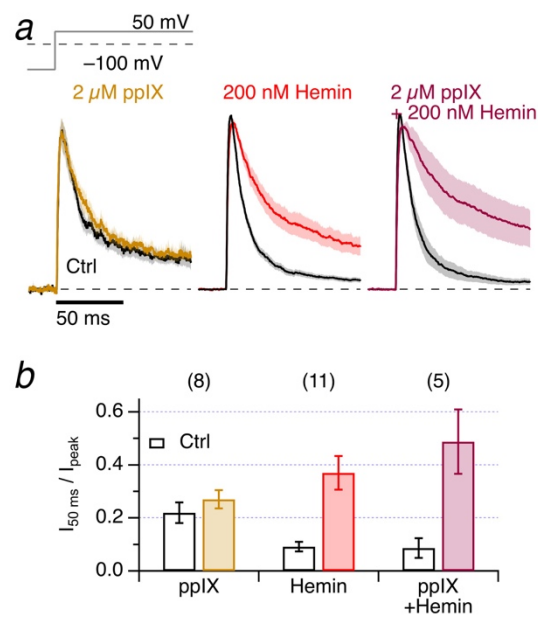 a
50 mV
–100 mV
2 µM ppIX
200 nM Hemin
2 µM ppIX
+ 200 nM Hemin
Ctrl
50 ms
b
(8)
(11)
(5)
I50 ms / Ipeak
0.6
0.4
0.2
0.0
Ctrl
ppIX
Hemin
ppIX
+Hemin